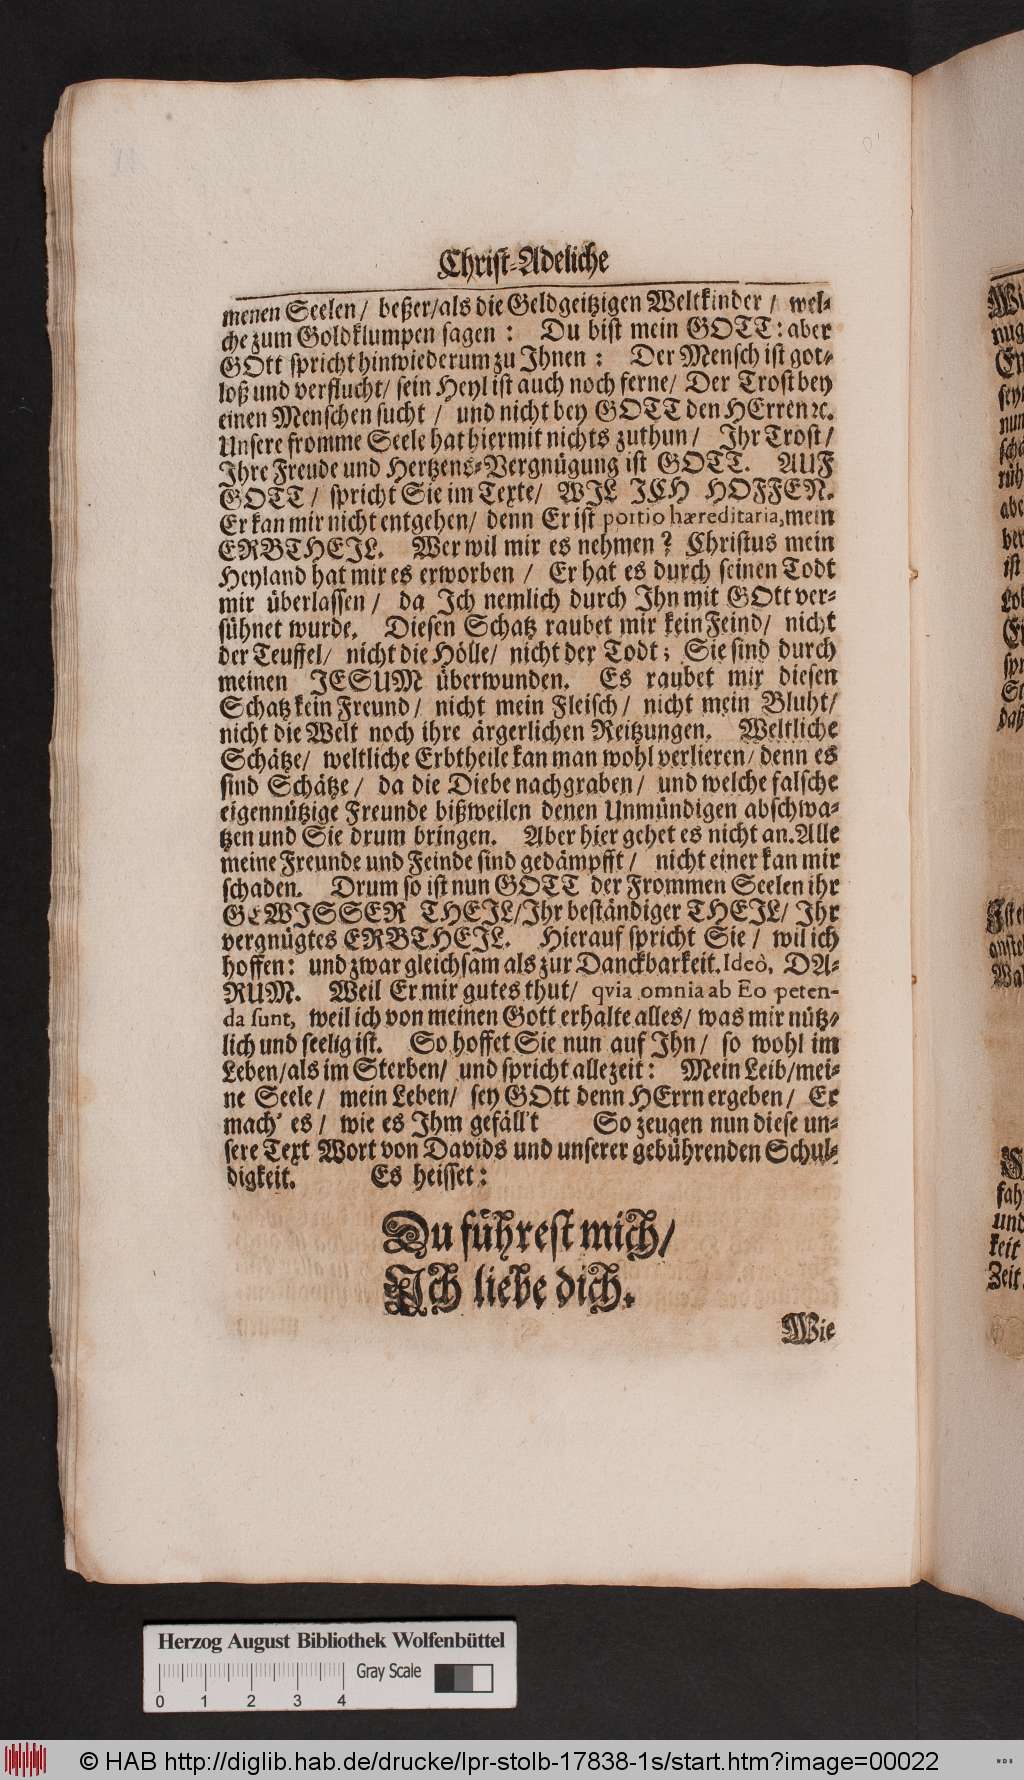 Christ-Adeliche
menen Seelen / beßer/als die Geldgeitzigen Weltkinder / wel-
che zum Goldklumpen sagen : Du bist mein GOTT: aber
GOtt spricht hinwiederum zu Ihnen : Der Mensch ist got-
loß und verflucht/ sein Heyl ist auch noch ferne/ Der Trost bey
einen Menschen sucht / und nicht bey GOTT den HErren ꝛc.
Unsere fromme Seele hat hiermit nichts zuthun / Ihr Trost /
Ihre Freude und Hertzens-Vergnügung ist GOTT. AUF
GOTT / spricht Sie im Texte/ WIL ICH HOFFEN.
Er kan mir nicht entgehen/ denn Er ist portio hæreditaria, mein
ERBTHEIL. Wer wil mir es nehmen? Christus mein
Heyland hat mir es erworben / Er hat es durch seinen Todt
mir überlassen / da Ich nemlich durch Ihn mit GOtt ver-
sühnet wurde. Diesen Schatz raubet mir kein Feind / nicht
der Teuffel/ nicht die Hölle/ nicht der Todt; Sie sind durch
meinen JESUM überwunden. Es raubet mir diesen
Schatz kein Freund / nicht mein Fleisch / nicht mein Bluht/
nicht die Welt noch ihre ärgerlichen Reitzungen. Weltliche
Schätze/ weltliche Erbtheile kan man wohl verlieren / denn es
sind Schätze / da die Diebe nachgraben / und welche falsche
eigennützige Freunde bißweilen denen Unmündigen abschwa-
tzen und Sie drum bringen. Aber hier gehet es nicht an. Alle
meine Freunde und Feinde sind gedämpfft / nicht einer kan mir
schaden. Drum so ist nun GOTT der Frommen Seelen ihr
GEWISSER THEIL/Ihr beständiger THEIL/ Ihr
vergnügtes ERBTHEIL. Hierauf spricht Sie / wil ich
hoffen: und zwar gleichsam als zur Danckbarkeit. Ideò, DA-
RUM. Weil Er mir gutes thut/ qvia omnia ab Eo peten-
da sunt, weil ich von meinen Gott erhalte alles / was mir nütz-
lich und seelig ist. So hoffet Sie nun auf Ihn / so wohl im
Leben/als im Sterben/ und spricht allezeit: Mein Leib/mei-
ne Seele / mein Leben/ sey GOtt denn HErrn ergeben / Er
mach' es / wie es Ihm gefäll't So zeugen nun diese un-
sere Text Wort von Davids und unserer gebührenden Schul-
digkeit. Es heisset:
Du führest mich/
Ich liebe dich.
Wie
Herzog August Bibliothek Wolfenbüttel
Gray Scale
0 1 2 3 4
© HAB http://diglib.hab.de/drucke/lpr-stolb-17838-1s/start.htm?image=00022